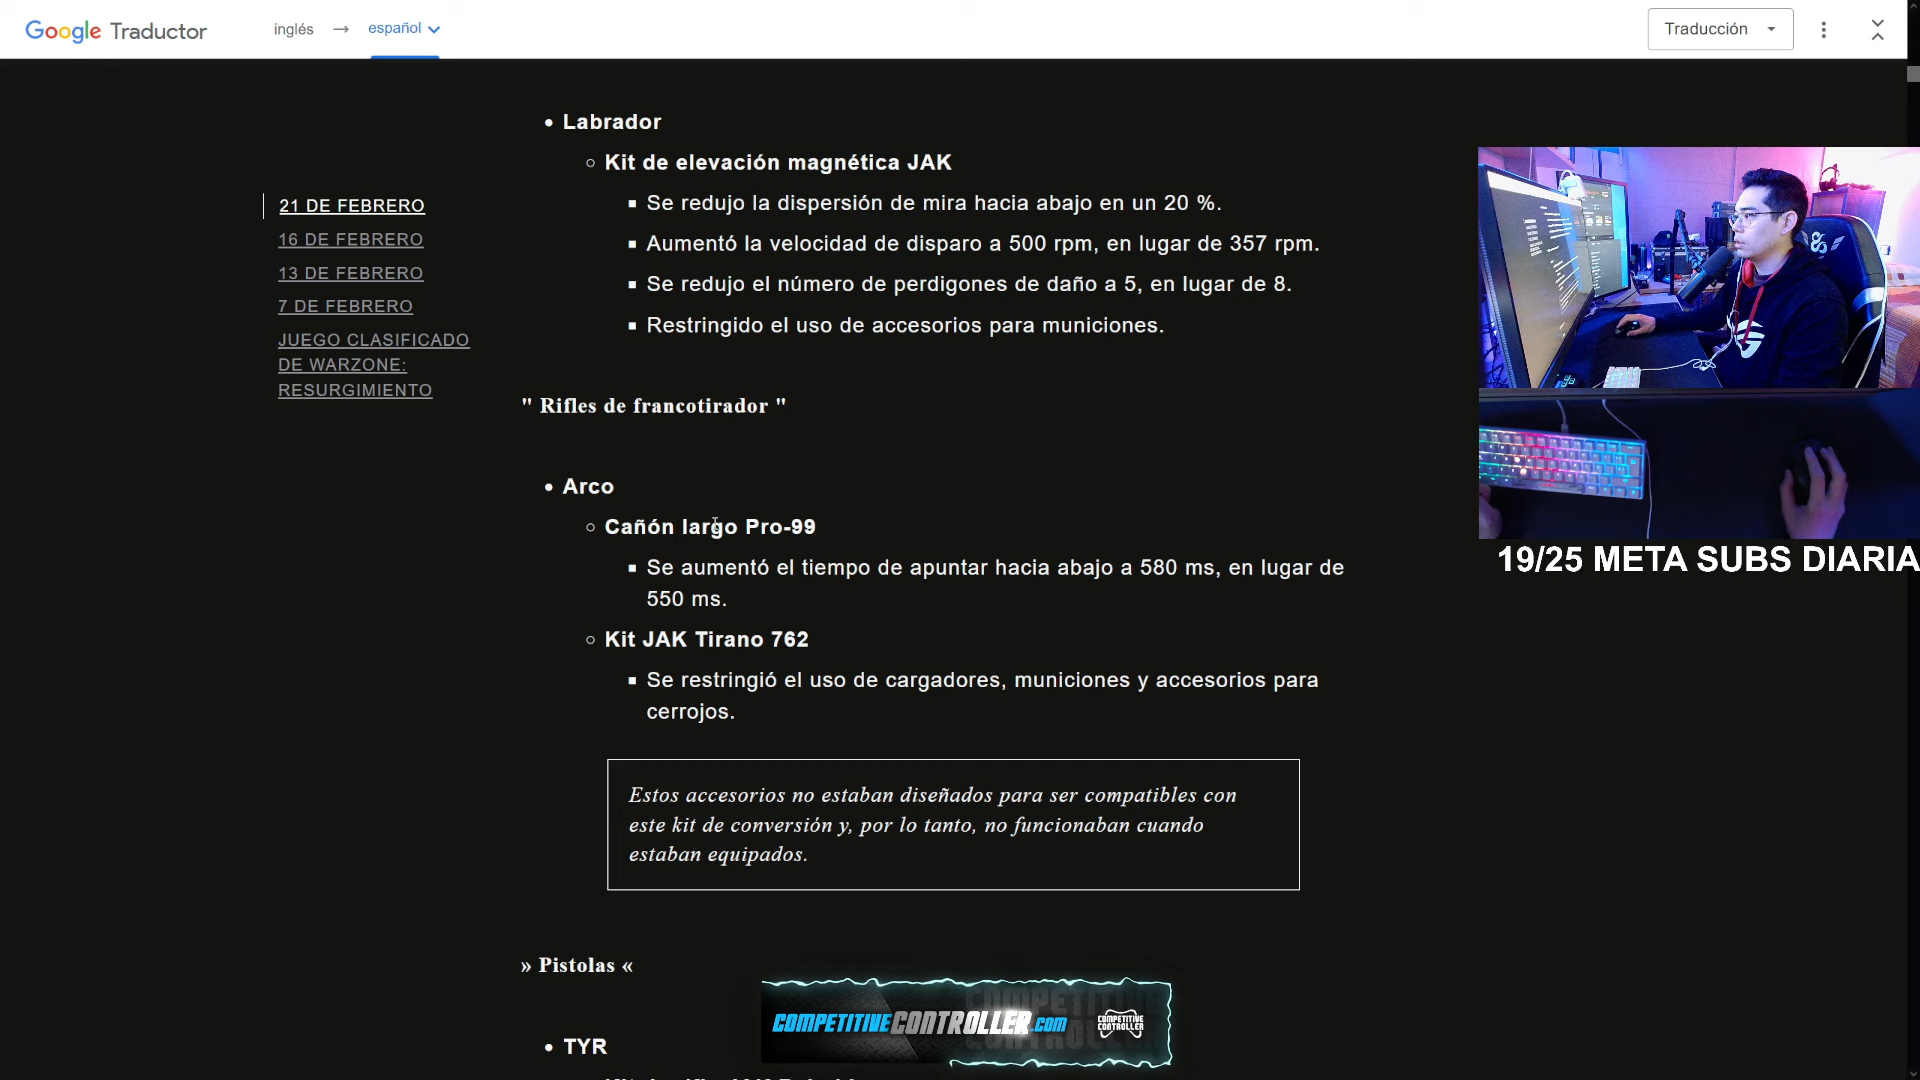 Google Traductor
inglés → español
Traducción
• Labrador
◦ Kit de elevación magnética JAK
▪ Se redujo la dispersión de mira hacia abajo en un 20 %.
▪ Aumentó la velocidad de disparo a 500 rpm, en lugar de 357 rpm.
▪ Se redujo el número de perdigones de daño a 5, en lugar de 8.
▪ Restringido el uso de accesorios para municiones.
21 DE FEBRERO
16 DE FEBRERO
13 DE FEBRERO
7 DE FEBRERO
JUEGO CLASIFICADO
DE WARZONE:
RESURGIMIENTO
" Rifles de francotirador "
• Arco
◦ Cañón largo Pro-99
▪ Se aumentó el tiempo de apuntar hacia abajo a 580 ms, en lugar de
550 ms.
◦ Kit JAK Tirano 762
▪ Se restringió el uso de cargadores, municiones y accesorios para
cerrojos.
Estos accesorios no estaban diseñados para ser compatibles con
este kit de conversión y, por lo tanto, no funcionaban cuando
estaban equipados.
» Pistolas «
• TYR
19/25 META SUBS DIARIA
COMPETITIVECONTROLLER.COM
COMPETITIVE
CONTROLLER